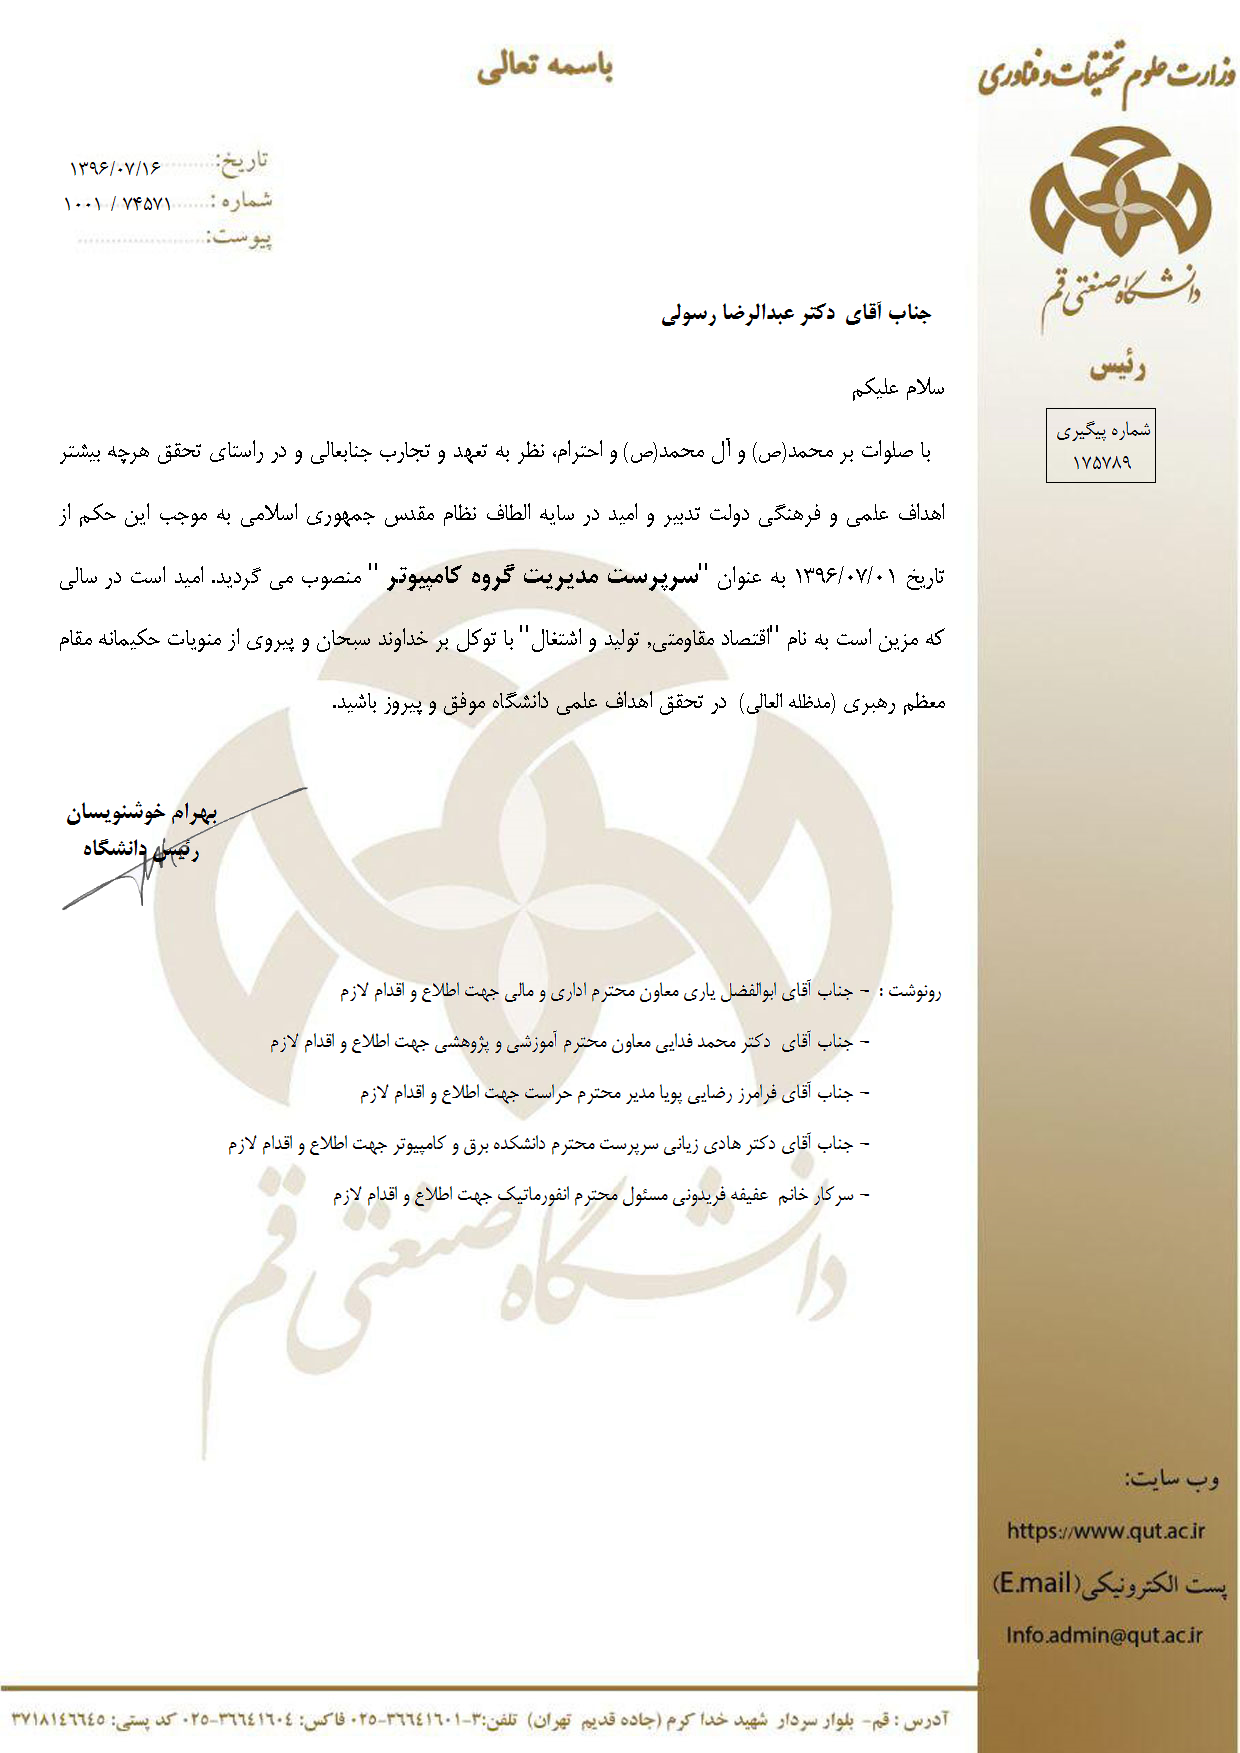 باسمه تعالی
وزارت علوم تحقیقات و فناوری
دانشگاه صنعتی قم
رئیس
شماره پیگیری
۱۷۵۷۸۹
تاریخ: ۱۳۹۶/۰۷/۱۶
شماره : ۷۴۵۷۱ / ۱۰۰۱
پیوست:
جناب آقای دکتر عبدالرضا رسولی
سلام علیکم
با صلوات بر محمد(ص) و آل محمد(ص) و احترام، نظر به تعهد و تجارب جنابعالی و در راستای تحقق هرچه بیشتر
اهداف علمی و فرهنگی دولت تدبیر و امید در سایه الطاف نظام مقدس جمهوری اسلامی به موجب این حکم از
تاریخ ۱۳۹۶/۰۷/۰۱ به عنوان "سرپرست مدیریت گروه کامپیوتر " منصوب می گردید. امید است در سالی
که مزین است به نام "اقتصاد مقاومتی, تولید و اشتغال" با توکل بر خداوند سبحان و پیروی از منویات حکیمانه مقام
معظم رهبری (مدظله العالی) در تحقق اهداف علمی دانشگاه موفق و پیروز باشید.
بهرام خوشنویسان
رئیس دانشگاه
رونوشت : - جناب آقای ابوالفضل یاری معاون محترم اداری و مالی جهت اطلاع و اقدام لازم
- جناب آقای دکتر محمد فدایی معاون محترم آموزشی و پژوهشی جهت اطلاع و اقدام لازم
- جناب آقای فرامرز رضایی پویا مدیر محترم حراست جهت اطلاع و اقدام لازم
- جناب آقای دکتر هادی زیانی سرپرست محترم دانشکده برق و کامپیوتر جهت اطلاع و اقدام لازم
- سرکار خانم عفیفه فریدونی مسئول محترم انفورماتیک جهت اطلاع و اقدام لازم
دانشگاه صنعتی قم
وب سایت:
https://www.qut.ac.ir
پست الکترونیکی(E.mail)
Info.admin@qut.ac.ir
آدرس : قم- بلوار سردار شهید خدا کرم (جاده قدیم تهران) تلفن:۳-۰۲۵-۳۶۶۴۱۶۰۱ فاکس: ۰۲۵-۳۶۶۴۱۶۰۴ کد پستی: ۳۷۱۸۱۴۶۶۴۵